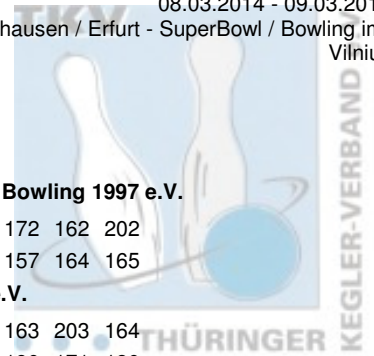 08.03.2014 - 09.03.201
hausen / Erfurt - SuperBowl / Bowling in
Vilniu
TKV
Bowling 1997 e.V.
172 162 202
157 164 165
e.V.
163 203 164
THÜRINGER
KEGLER-VERBAND